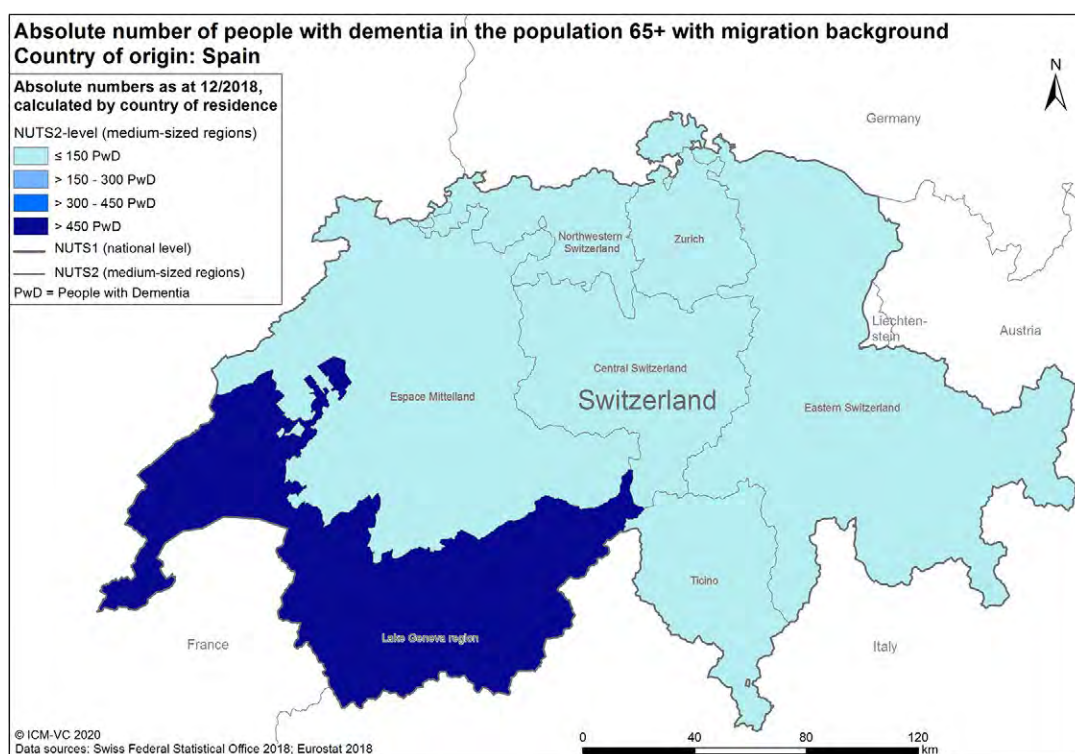 Absolute number of people with dementia in the population 65+ with migration background
Country of origin: Spain
Absolute numbers as at 12/2018,
calculated by country of residence
NUTS2-level (medium-sized regions)
≤ 150 PwD
> 150 - 300 PwD
> 300 - 450 PwD
> 450 PwD
NUTS1 (national level)
NUTS2 (medium-sized regions)
PwD = People with Dementia
N
Germany
Northwestern
Switzerland
Zurich
Liechten-
stein
Austria
Central Switzerland
Espace Mittelland
Switzerland
Eastern Switzerland
Ticino
Lake Geneva region
France
Italy
© ICM-VC 2020
Data sources: Swiss Federal Statistical Office 2018; Eurostat 2018
0 40 80 120
km